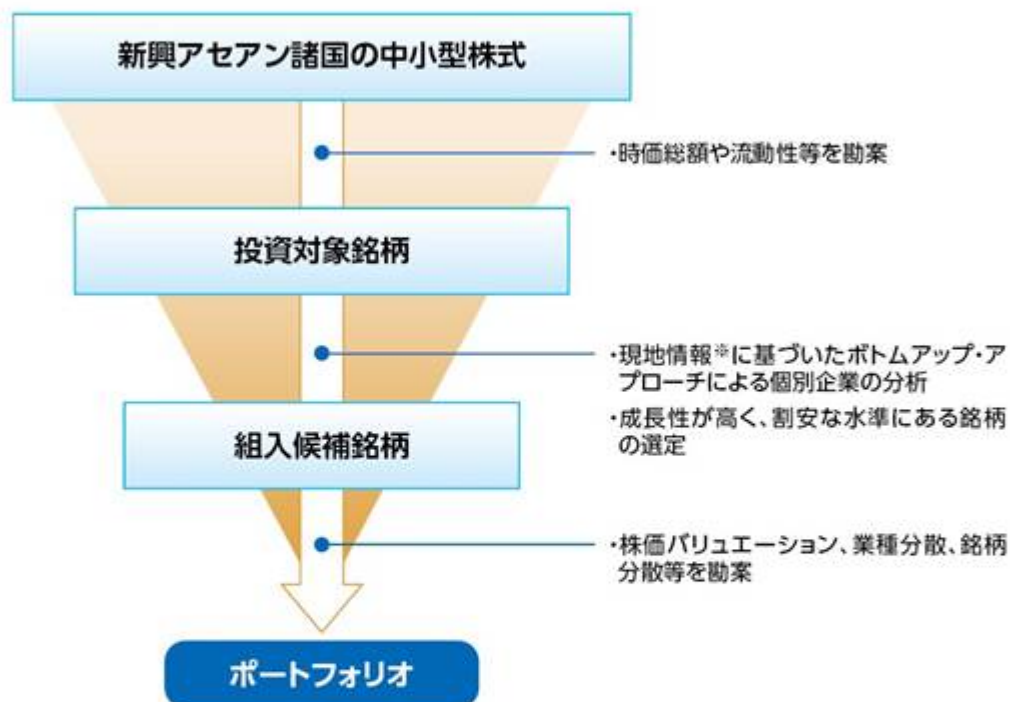 新興アセアン諸国の中小型株式
・時価総額や流動性等を勘案
投資対象銘柄
・現地情報※に基づいたボトムアップ・ア
プローチによる個別企業の分析
・成長性が高く、割安な水準にある銘柄
の選定
組入候補銘柄
・株価バリュエーション、業種分散、銘柄
分散等を勘案
ポートフォリオ